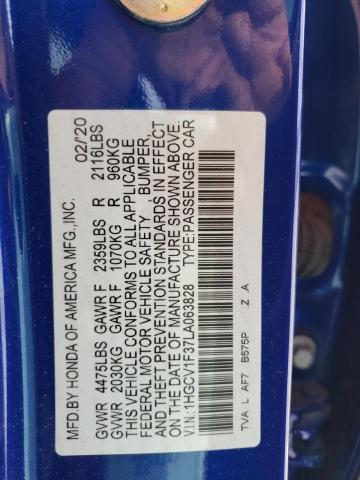 MFD BY HONDA OF AMERICA MFG.,INC. 02/20
GVWR 4475LBS GAWR F 2359LBS R 2116LBS
GVWR 2030KG GAWR F 1070KG R 960KG
THIS VEHICLE CONFORMS TO ALL APPLICABLE
FEDERAL MOTOR VEHICLE SAFETY , BUMPER,
AND THEFT PREVENTION STANDARDS IN EFFECT
ON THE DATE OF MANUFACTURE SHOWN ABOVE.
VIN:1HGCV1F37LA063828 TYPE:PASSENGER CAR
TVA L AF7 B575P Z .A